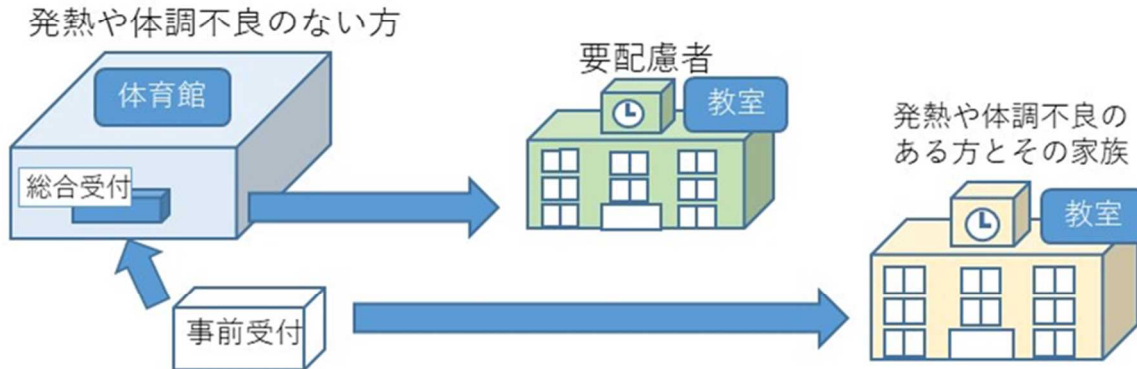 発熱や体調不良のない方
体育館
総合受付
事前受付
要配慮者
教室
発熱や体調不良の
ある方とその家族
教室